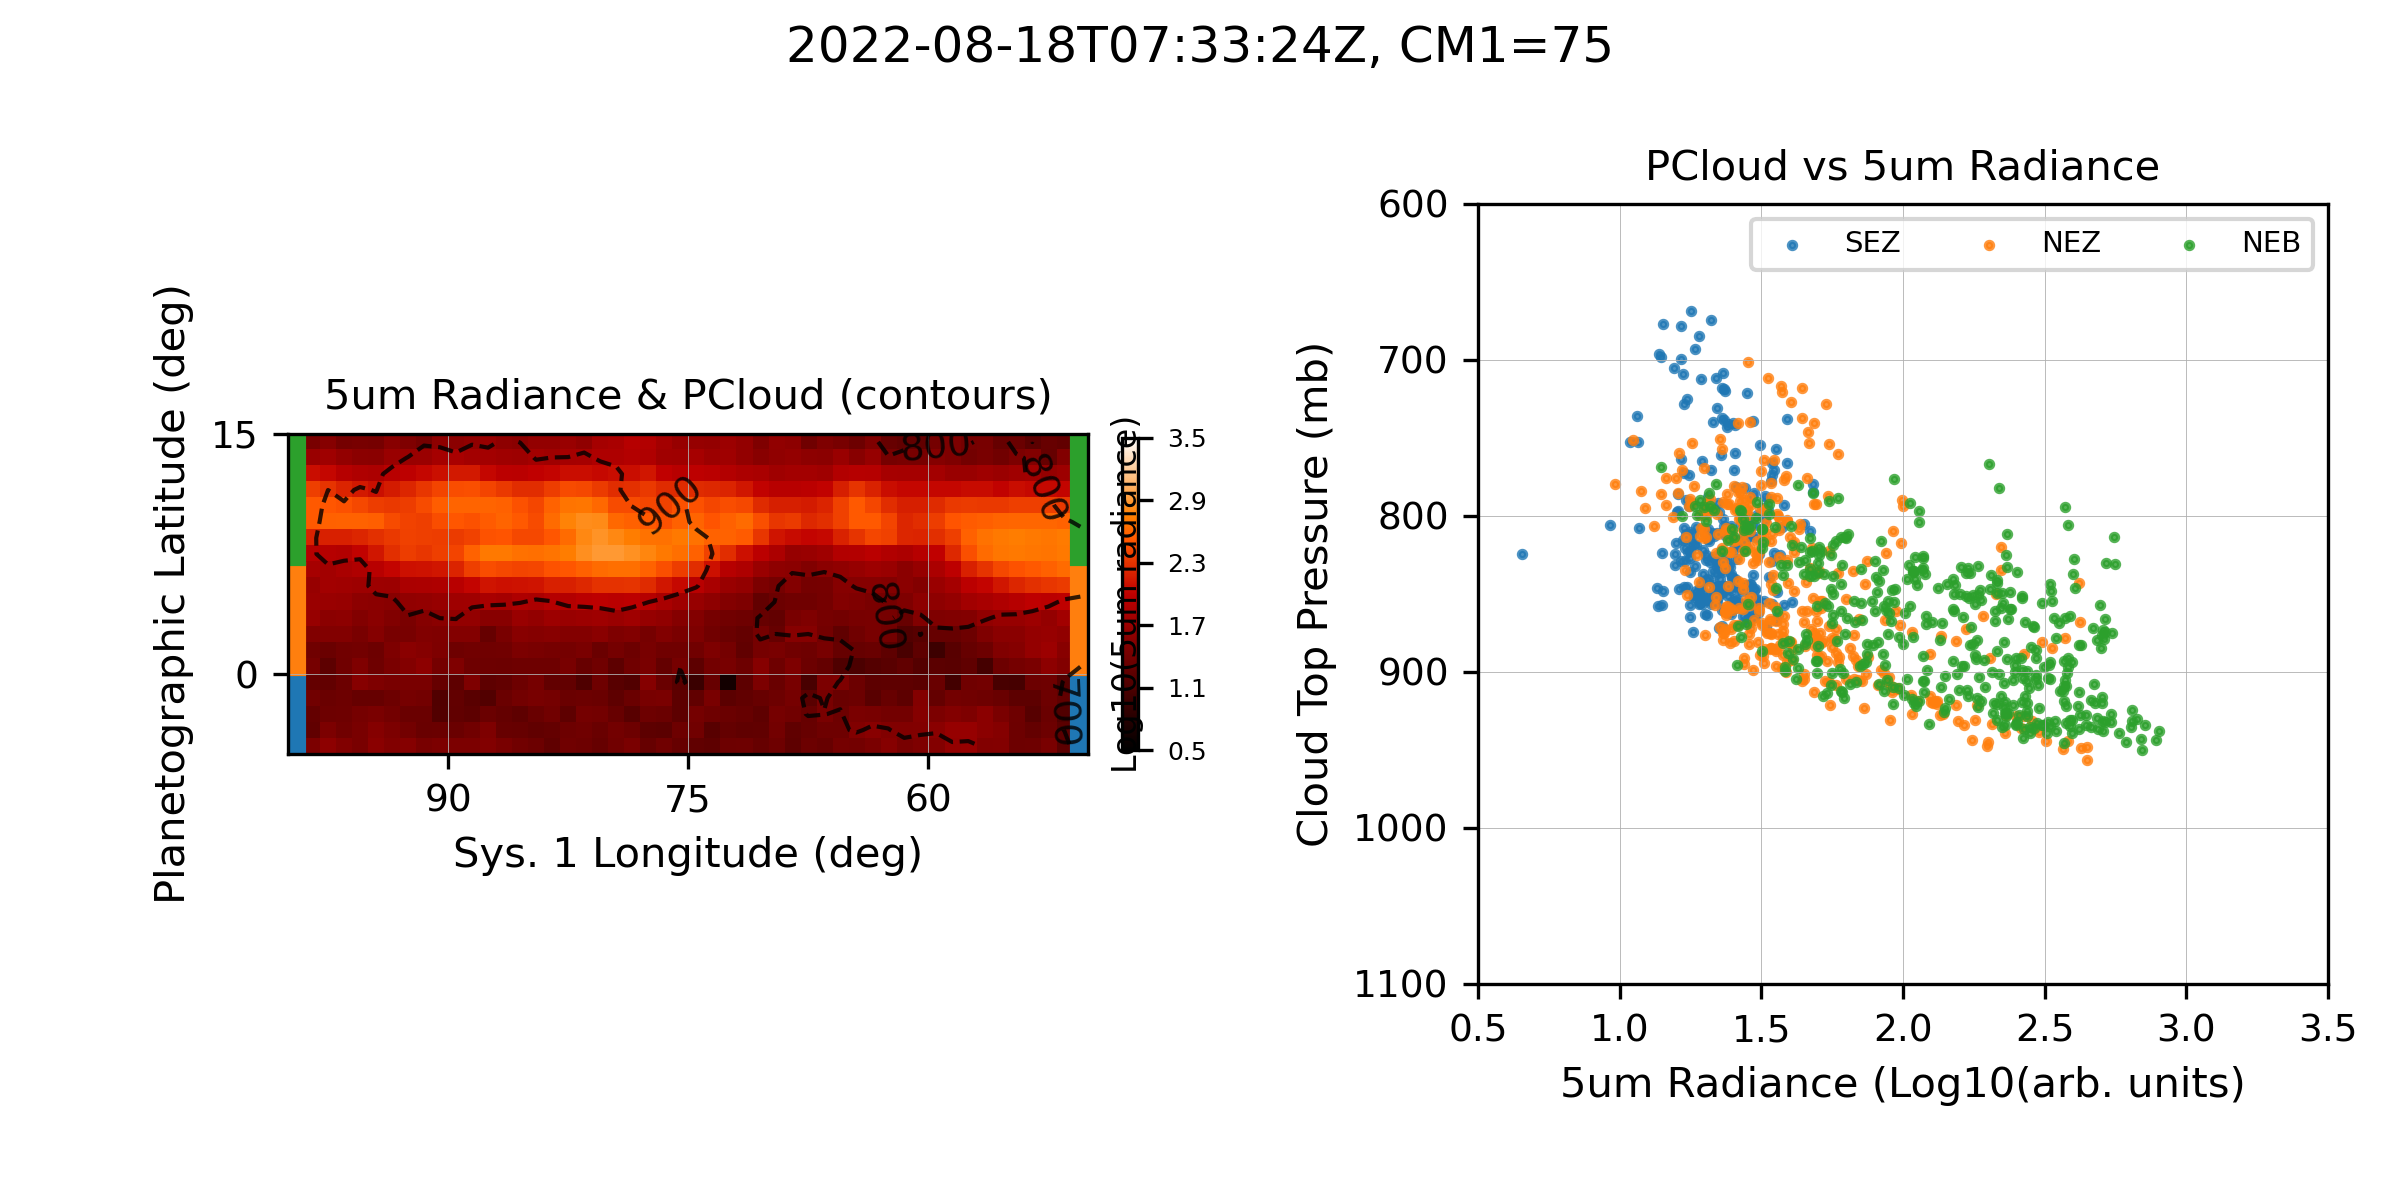 2022-08-18T07:33:24Z, CM1=75
5um Radiance & PCloud (contours)
Planetographic Latitude (deg)
15
0
90
75
60
Sys. 1 Longitude (deg)
900
800
800
800
700
Log10(5um radiance)
3.5
2.9
2.3
1.7
1.1
0.5
PCloud vs 5um Radiance
SEZ NEZ NEB
Cloud Top Pressure (mb)
600
700
800
900
1000
1100
0.5 1.0 1.5 2.0 2.5 3.0 3.5
5um Radiance (Log10(arb. units)